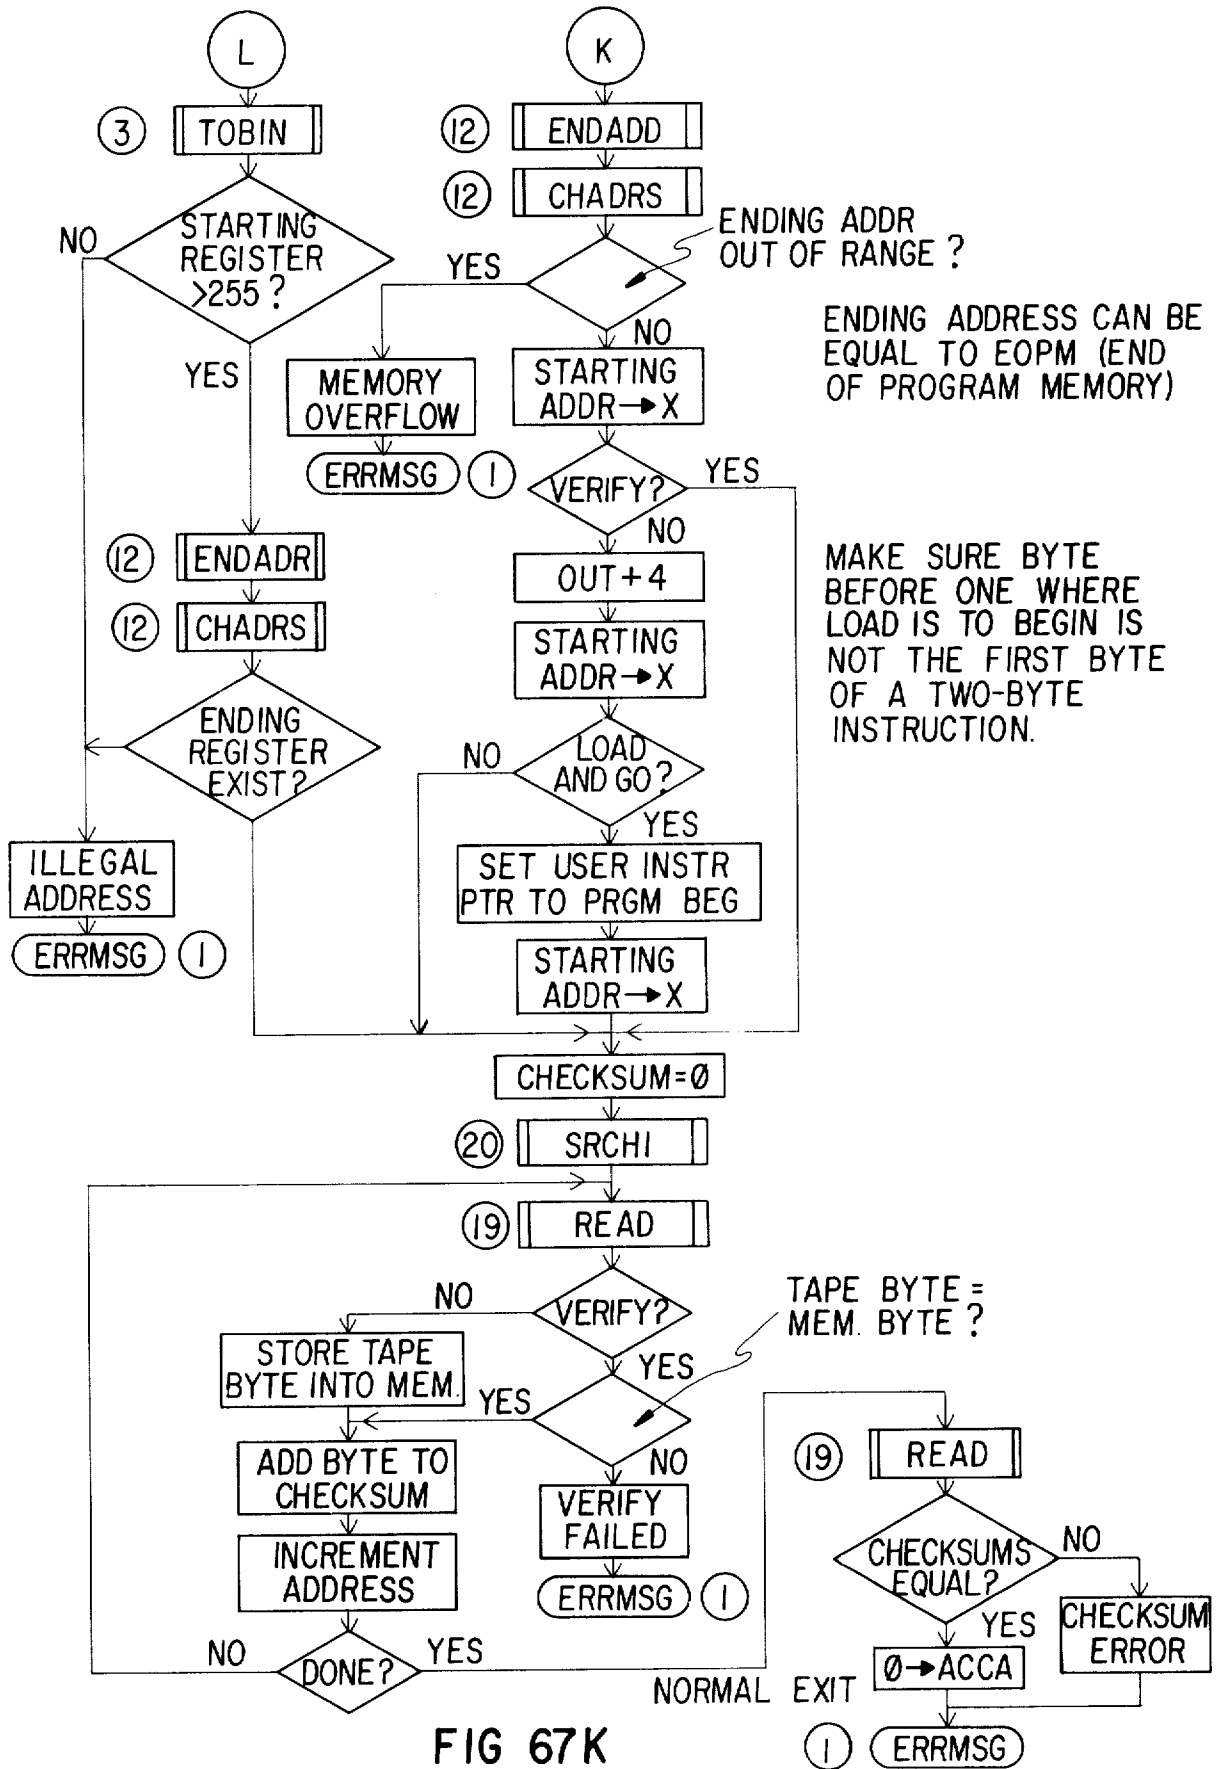 L
3
TOBIN
STARTING
REGISTER
>255?
NO
YES
12
ENDADR
12
CHADRS
ENDING
REGISTER
EXIST?
ILLEGAL
ADDRESS
ERRMSG
1
K
12
ENDADD
12
CHADRS
ENDING ADDR
OUT OF RANGE?
YES
NO
MEMORY
OVERFLOW
ERRMSG
1
STARTING
ADDR→X
ENDING ADDRESS CAN BE
EQUAL TO EOPM (END
OF PROGRAM MEMORY)
VERIFY?
YES
NO
OUT+4
STARTING
ADDR→X
MAKE SURE BYTE
BEFORE ONE WHERE
LOAD IS TO BEGIN IS
NOT THE FIRST BYTE
OF A TWO-BYTE
INSTRUCTION.
LOAD
AND GO?
NO
YES
SET USER INSTR
PTR TO PRGM BEG
STARTING
ADDR→X
CHECKSUM=Ø
20
SRCHI
19
READ
VERIFY?
NO
YES
TAPE BYTE =
MEM. BYTE?
STORE TAPE
BYTE INTO MEM.
YES
NO
ADD BYTE TO
CHECKSUM
VERIFY
FAILED
ERRMSG
1
INCREMENT
ADDRESS
DONE?
NO
YES
19
READ
CHECKSUMS
EQUAL?
NO
YES
CHECKSUM
ERROR
Ø→ACCA
NORMAL EXIT
1
ERRMSG
FIG 67K